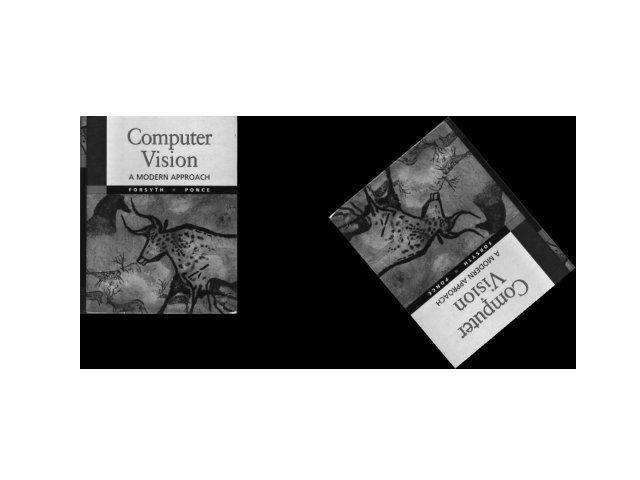 Computer
Vision
A MODERN APPROACH
FORSYTH • PONCE
Computer
Vision
A MODERN APPROACH
FORSYTH • PONCE